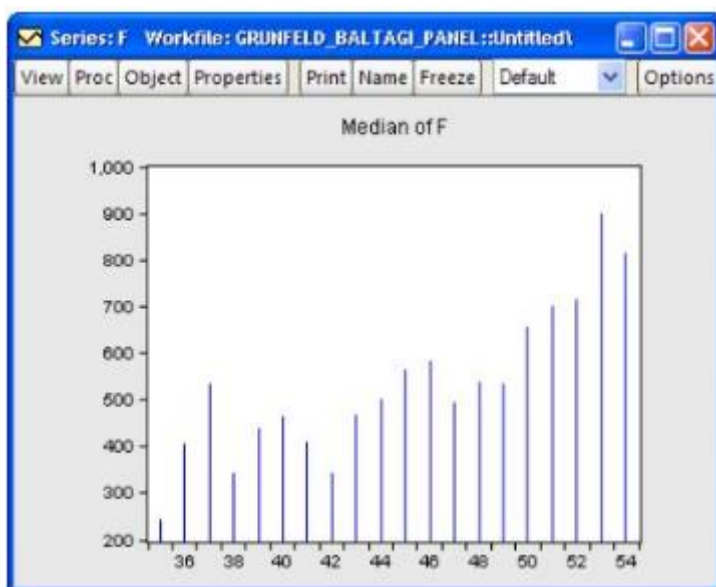 Series: F Workfile: GRUNFELD_BALTAGI_PANEL::Untitled\
View Proc Object Properties Print Name Freeze Default Options
Median of F
1,000
900
800
700
600
500
400
300
200
36 38 40 42 44 46 48 50 52 54